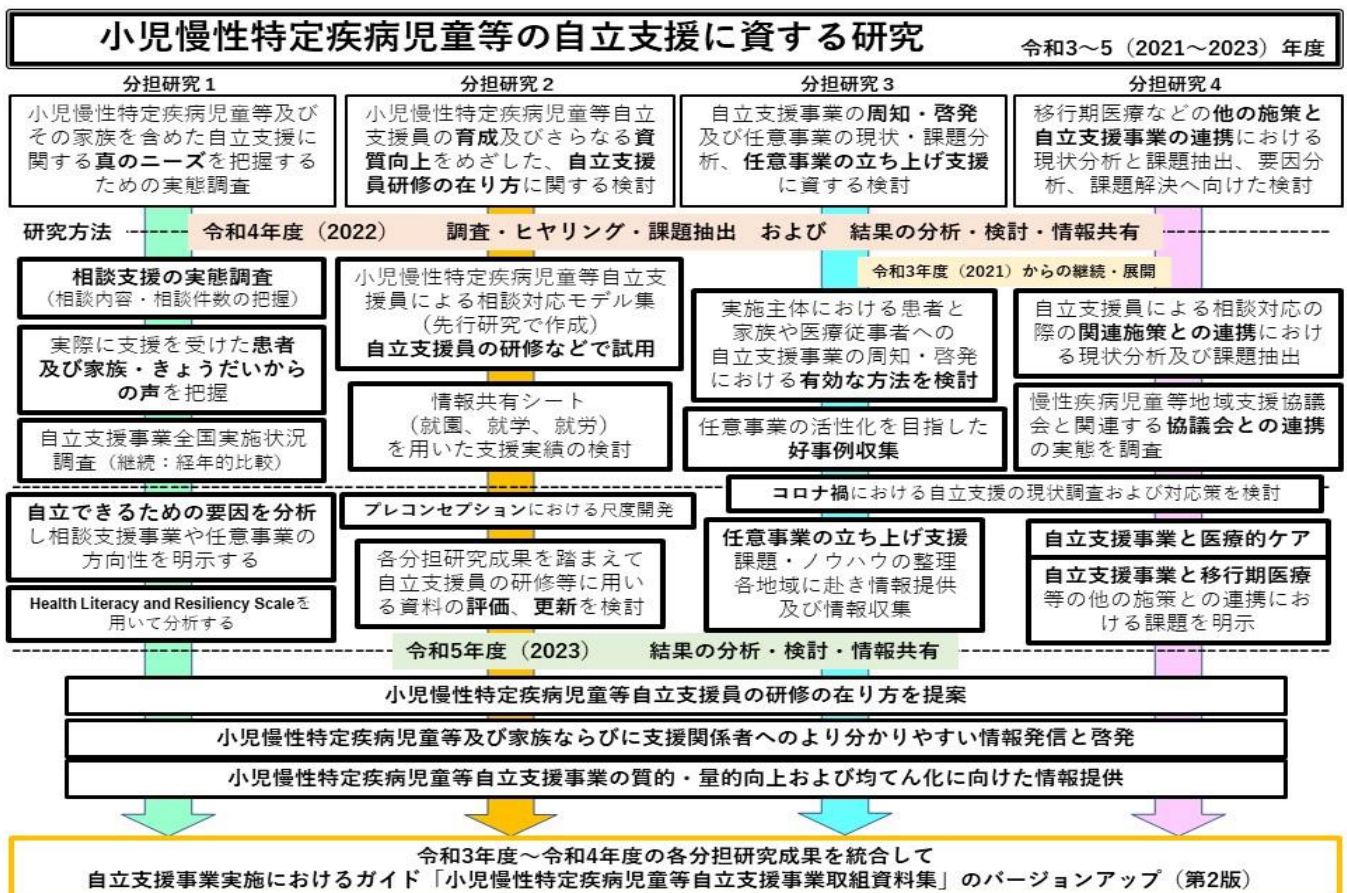 小児慢性特定疾病児童等の自立支援に資する研究
令和3～5（2021～2023）年度
分担研究1
小児慢性特定疾病児童等及び
その家族を含めた自立支援に
関する真のニーズを把握する
ための実態調査
分担研究2
小児慢性特定疾病児童等自立
支援員の育成及びさらなる資
質向上をめざした、自立支援
員研修の在り方に関する検討
分担研究3
自立支援事業の周知・啓発
及び任意事業の現状・課題分
析、任意事業の立ち上げ支援
に資する検討
分担研究4
移行期医療などの他の施策と
自立支援事業の連携における
現状分析と課題抽出、要因分
析、課題解決へ向けた検討
研究方法
令和4年度（2022） 調査・ヒヤリング・課題抽出 および 結果の分析・検討・情報共有
相談支援の実態調査
（相談内容・相談件数の把握）
実際に支援を受けた患者
及び家族・きょうだいから
の声を把握
自立支援事業全国実施状況
調査（継続：経年的比較）
自立できるための要因を分析
し相談支援事業や任意事業の
方向性を明示する
Health Literacy and Resiliency Scaleを
用いて分析する
小児慢性特定疾病児童等自立支
援員による相談対応モデル集
（先行研究で作成）
自立支援員の研修などで試用
情報共有シート
（就園、就学、就労）
を用いた支援実績の検討
プレコンセプションにおける尺度開発
各分担研究成果を踏まえて
自立支援員の研修等に用い
る資料の評価、更新を検討
令和3年度（2021）からの継続・展開
実施主体における患者と
家族や医療従事者への
自立支援事業の周知・啓発
における有効な方法を検討
任意事業の活性化を目指した
好事例収集
コロナ禍における自立支援の現状調査および対応策を検討
任意事業の立ち上げ支援
課題・ノウハウの整理
各地域に赴き情報提供
及び情報収集
自立支援員による相談対応の
際の関連施策との連携におけ
る現状分析及び課題抽出
慢性疾病児童等地域支援協議
会と関連する協議会との連携
の実態を調査
自立支援事業と医療的ケア
自立支援事業と移行期医療
等の他の施策との連携にお
ける課題を明示
令和5年度（2023） 結果の分析・検討・情報共有
小児慢性特定疾病児童等自立支援員の研修の在り方を提案
小児慢性特定疾病児童等及び家族ならびに支援関係者へのより分かりやすい情報発信と啓発
小児慢性特定疾病児童等自立支援事業の質的・量的向上および均てん化に向けた情報提供
令和3年度～令和4年度の各分担研究成果を統合して
自立支援事業実施におけるガイド「小児慢性特定疾病児童等自立支援事業取組資料集」のバージョンアップ（第2版）